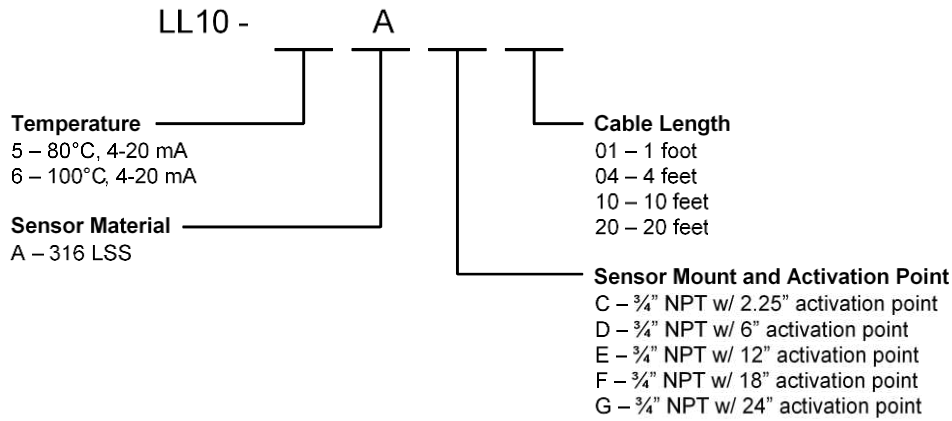 LL10 - A
Temperature
5 – 80°C, 4-20 mA
6 – 100°C, 4-20 mA
Sensor Material
A – 316 LSS
Cable Length
01 – 1 foot
04 – 4 feet
10 – 10 feet
20 – 20 feet
Sensor Mount and Activation Point
C – ¾” NPT w/ 2.25” activation point
D – ¾” NPT w/ 6” activation point
E – ¾” NPT w/ 12” activation point
F – ¾” NPT w/ 18” activation point
G – ¾” NPT w/ 24” activation point